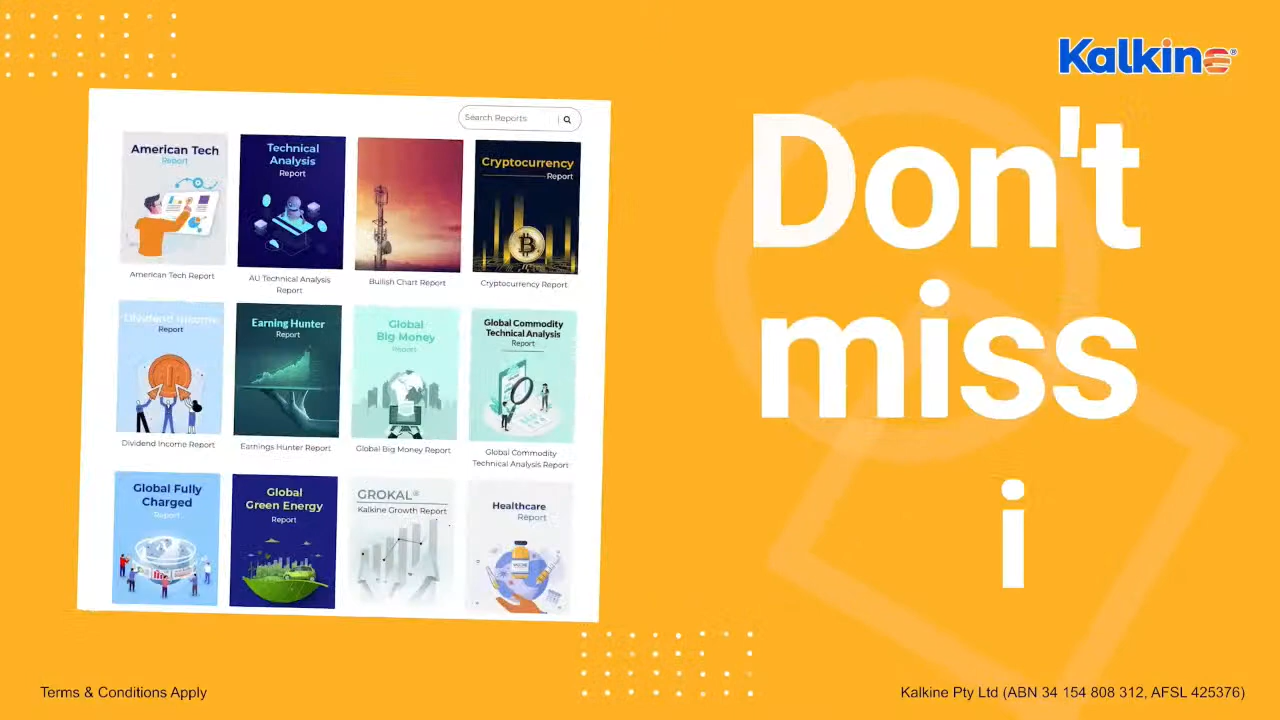 Kalkine®
Search Reports
American Tech
Report
American Tech Report
Technical
Analysis
Report
AU Technical Analysis
Report
Bullish Chart Report
Cryptocurrency
Report
Cryptocurrency Report
Dividend Income
Report
Dividend Income Report
Earning Hunter
Report
Earnings Hunter Report
Global
Big Money
Report
Global Big Money Report
Global Commodity
Technical Analysis
Report
Global Commodity
Technical Analysis Report
Global Fully
Charged
Report
Global
Green Energy
Report
GROKAL®
Kalkine Growth Report
Healthcare
Report
VACCINE
Don't
miss
i
Terms & Conditions Apply
Kalkine Pty Ltd (ABN 34 154 808 312, AFSL 425376)